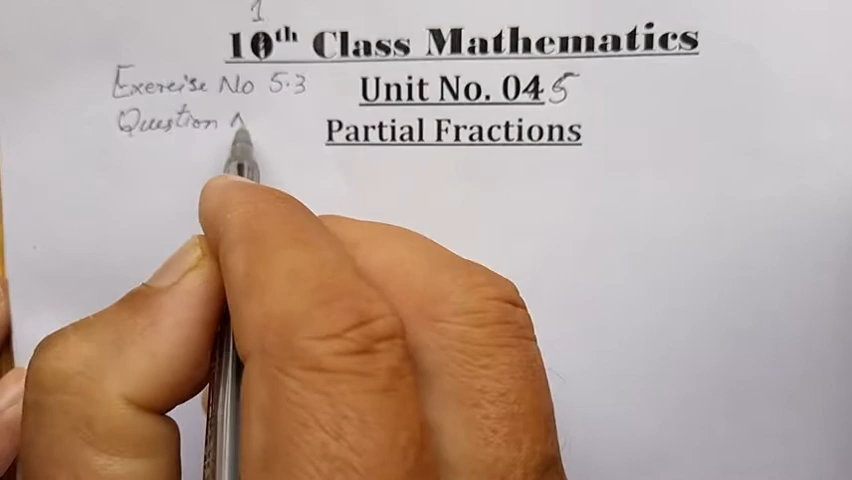 1
10th Class Mathematics
Exercise No 5.3
Unit No. 04 5
Question
Partial Fractions